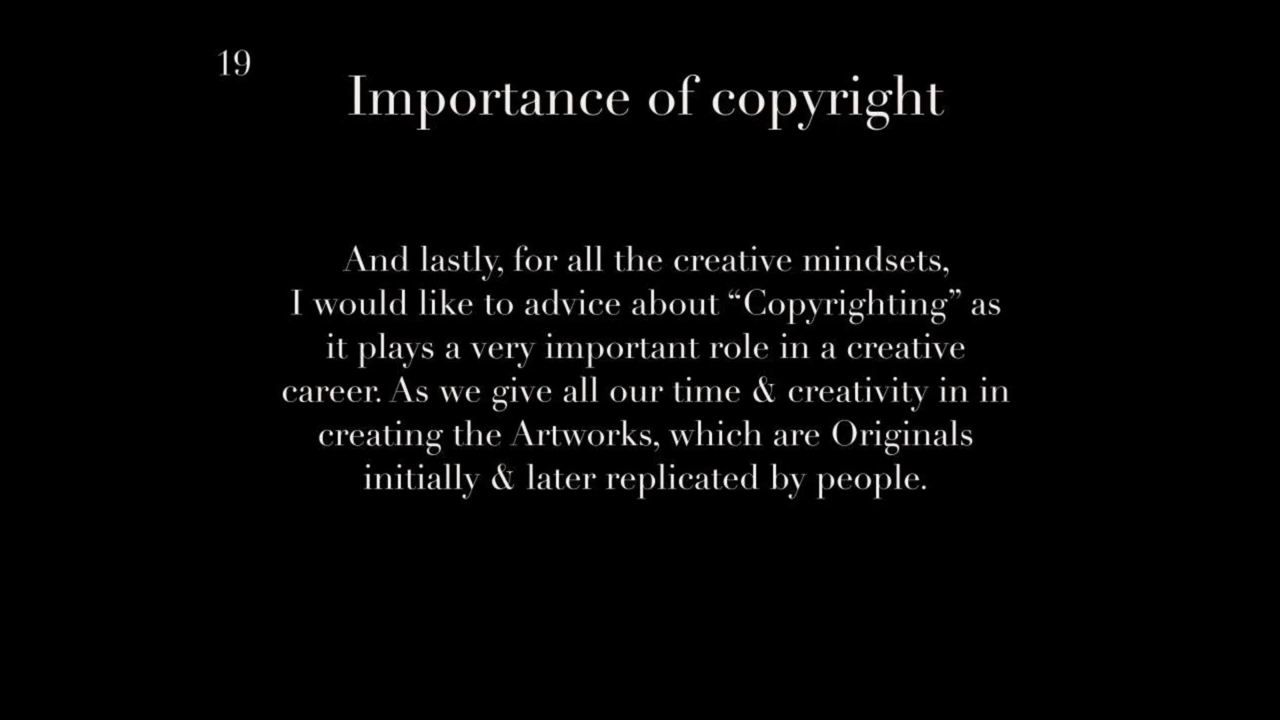 19
Importance of copyright
And lastly, for all the creative mindsets,
I would like to advice about “Copyrighting” as
it plays a very important role in a creative
career. As we give all our time & creativity in in
creating the Artworks, which are Originals
initially & later replicated by people.